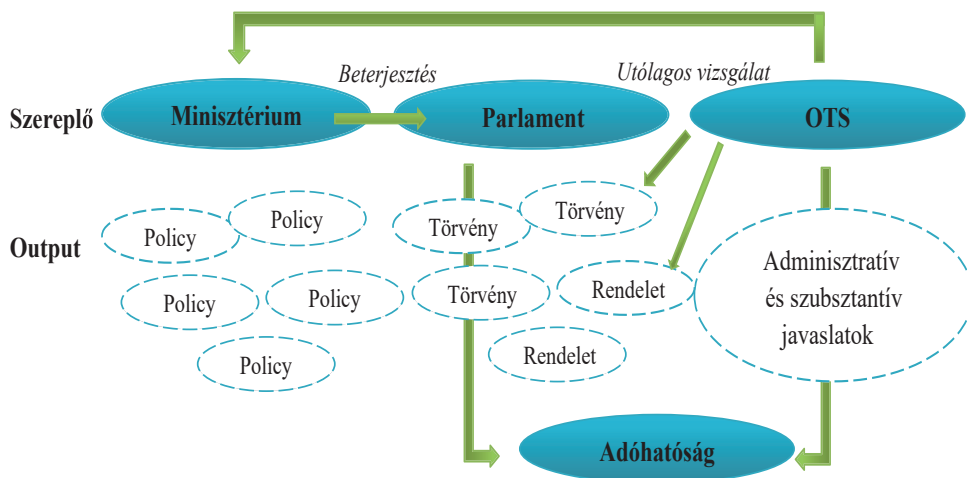 Beterjesztés
Utólagos vizsgálat
Szereplő
Minisztérium
Parlament
OTS
Output
Policy
Policy
Törvény
Törvény
Policy
Policy
Törvény
Rendelet
Adminisztratív
és szubsztantív
javaslatok
Policy
Rendelet
Adóhatóság